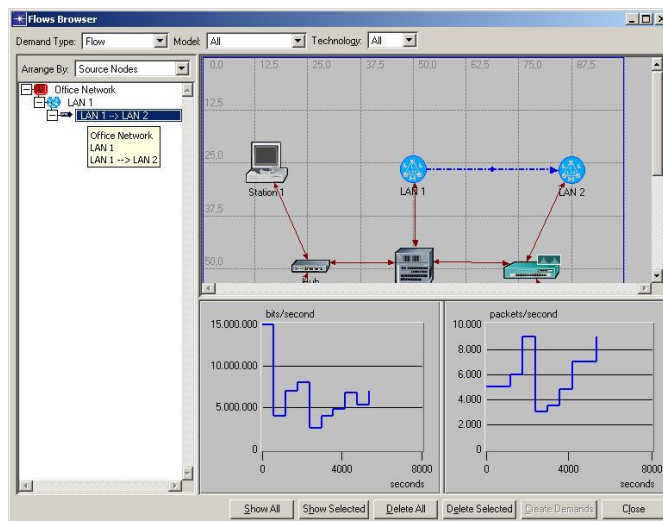 Flows Browser
Demand Type: Flow Model: All Technology: All
Arrange By: Source Nodes
Office Network
LAN 1
LAN 1 --> LAN 2
Office Network
LAN 1
LAN 1 --> LAN 2
0,0 12,5 25,0 37,5 50,0 62,5 75,0 87,5
12,5
25,0
37,5
50,0
Station 1
LAN 1
LAN 2
Hub
bits/second
15.000.000
10.000.000
5.000.000
0
0 4000 8000
seconds
packets/second
10.000
8.000
6.000
4.000
2.000
0
0 4000 8000
seconds
Show All Show Selected Delete All Delete Selected Create Demands Close